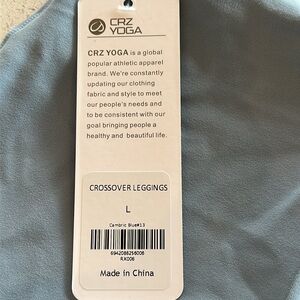 CRZ
YOGA
CRZ YOGA is a global
popular athletic apparel
brand. We're constantly
updating our clothing
fabric and style to meet
our people's needs and
to be consistent with our
goal bringing people a
healthy and beautiful life.
CROSSOVER LEGGINGS
L
Cambric Blue#13
6942088256008
RX006
Made in China